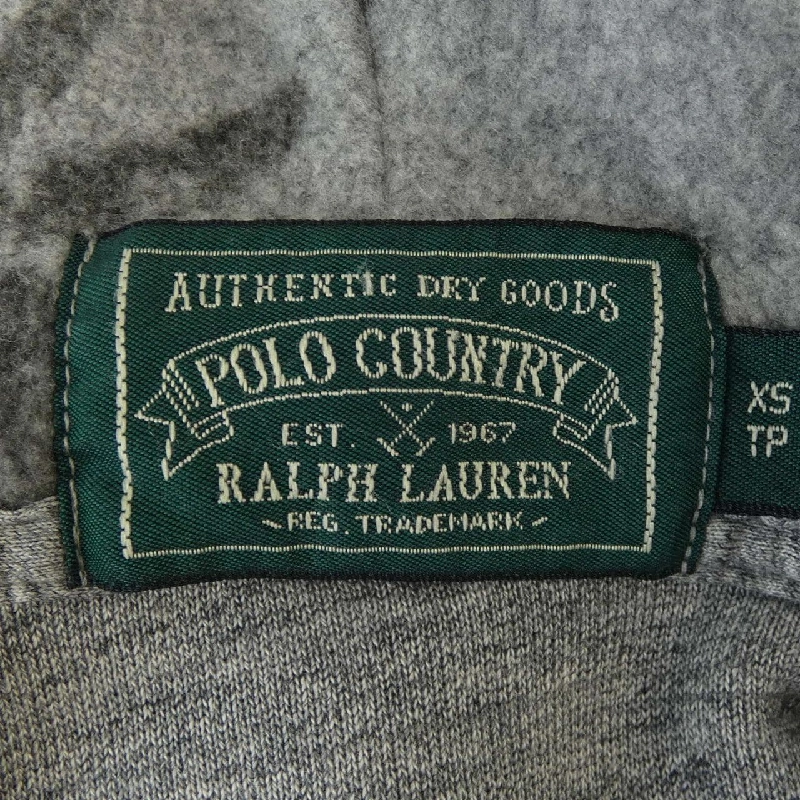 AUTHENTIC DRY GOODS
POLO COUNTRY
EST. 1967
RALPH LAUREN
REG. TRADEMARK
XS
TP